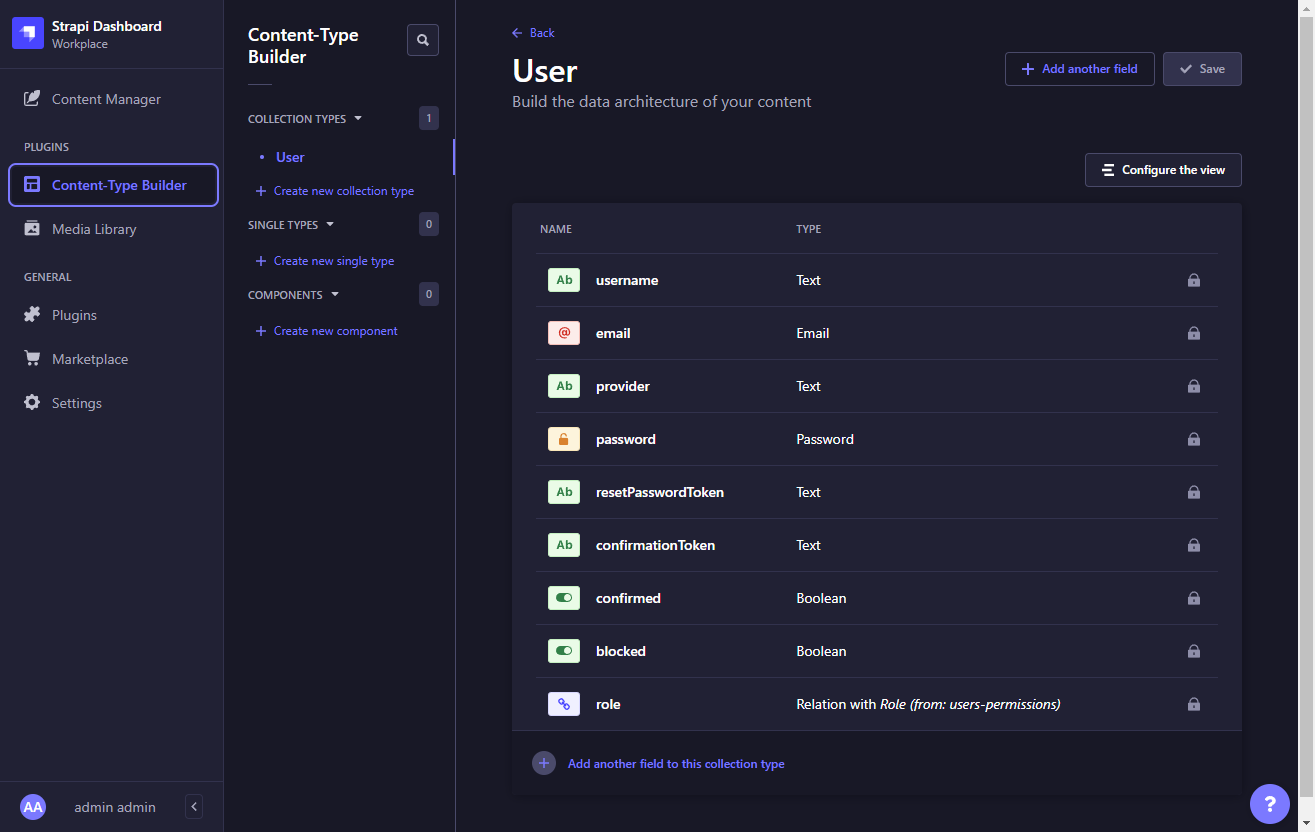 Strapi Dashboard
Workplace
Content Manager
PLUGINS
Content-Type Builder
Media Library
GENERAL
Plugins
Marketplace
Settings
AA admin admin
Content-Type
Builder
COLLECTION TYPES 1
User
Create new collection type
SINGLE TYPES 0
Create new single type
COMPONENTS 0
Create new component
Back
User
Build the data architecture of your content
Add another field
Save
Configure the view
NAME TYPE
Ab username Text
@ email Email
Ab provider Text
password Password
Ab resetPasswordToken Text
Ab confirmationToken Text
confirmed Boolean
blocked Boolean
role Relation with Role (from: users-permissions)
Add another field to this collection type
?